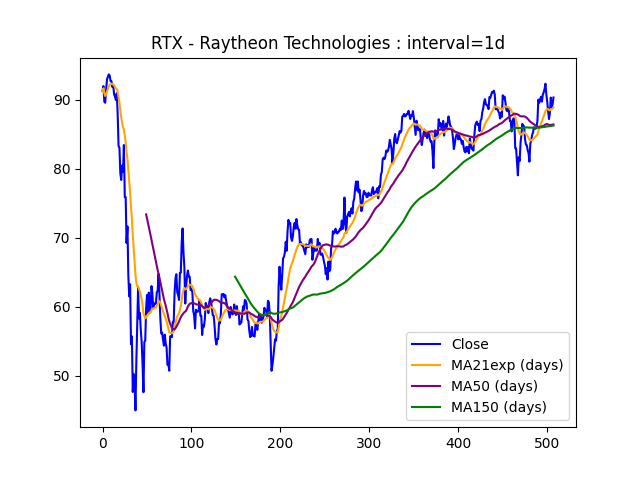 RTX - Raytheon Technologies : interval=1d
90
80
70
60
50
0 100 200 300 400 500
Close
MA21exp (days)
MA50 (days)
MA150 (days)